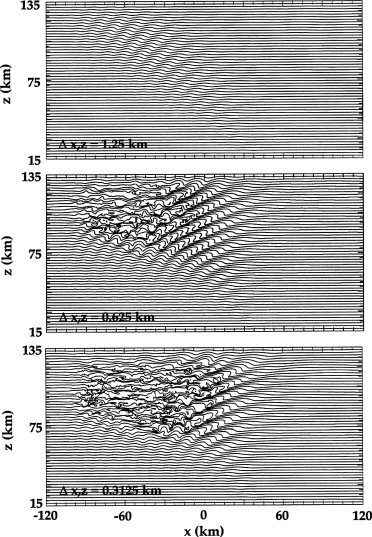 135
z (km)
75
Δ x,z = 1.25 km
15
135
z (km)
75
Δ x,z = 0.625 km
15
135
z (km)
75
Δ x,z = 0.3125 km
15
-120 -60 0 60 120
x (km)